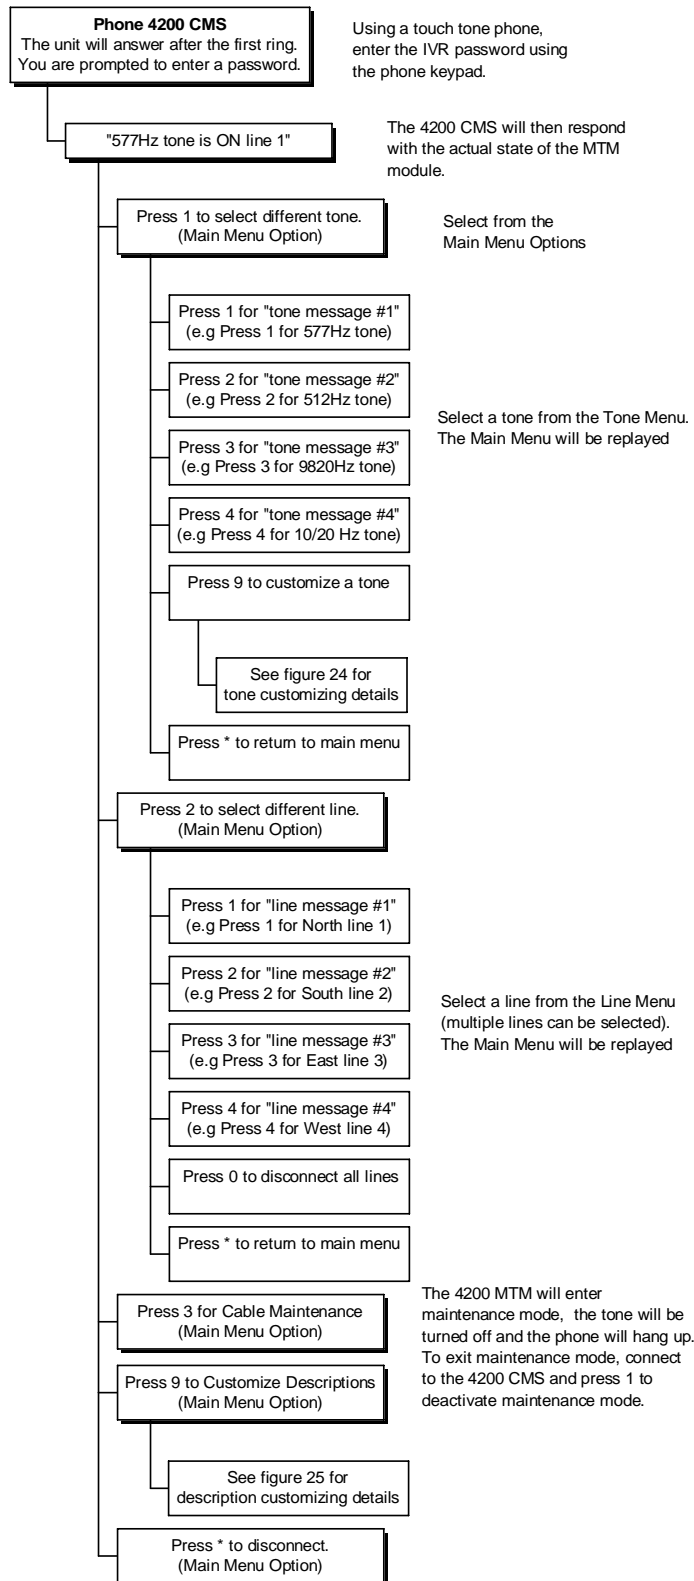 Phone 4200 CMS
The unit will answer after the first ring.
You are prompted to enter a password.
Using a touch tone phone,
enter the IVR password using
the phone keypad.
"577Hz tone is ON line 1"
The 4200 CMS will then respond
with the actual state of the MTM
module.
Press 1 to select different tone.
(Main Menu Option)
Select from the
Main Menu Options
Press 1 for "tone message #1"
(e.g Press 1 for 577Hz tone)
Press 2 for "tone message #2"
(e.g Press 2 for 512Hz tone)
Press 3 for "tone message #3"
(e.g Press 3 for 9820Hz tone)
Press 4 for "tone message #4"
(e.g Press 4 for 10/20 Hz tone)
Select a tone from the Tone Menu.
The Main Menu will be replayed
Press 9 to customize a tone
See figure 24 for
tone customizing details
Press * to return to main menu
Press 2 to select different line.
(Main Menu Option)
Press 1 for "line message #1"
(e.g Press 1 for North line 1)
Press 2 for "line message #2"
(e.g Press 2 for South line 2)
Press 3 for "line message #3"
(e.g Press 3 for East line 3)
Press 4 for "line message #4"
(e.g Press 4 for West line 4)
Select a line from the Line Menu
(multiple lines can be selected).
The Main Menu will be replayed
Press 0 to disconnect all lines
Press * to return to main menu
Press 3 for Cable Maintenance
(Main Menu Option)
The 4200 MTM will enter
maintenance mode, the tone will be
turned off and the phone will hang up.
To exit maintenance mode, connect
to the 4200 CMS and press 1 to
deactivate maintenance mode.
Press 9 to Customize Descriptions
(Main Menu Option)
See figure 25 for
description customizing details
Press * to disconnect.
(Main Menu Option)